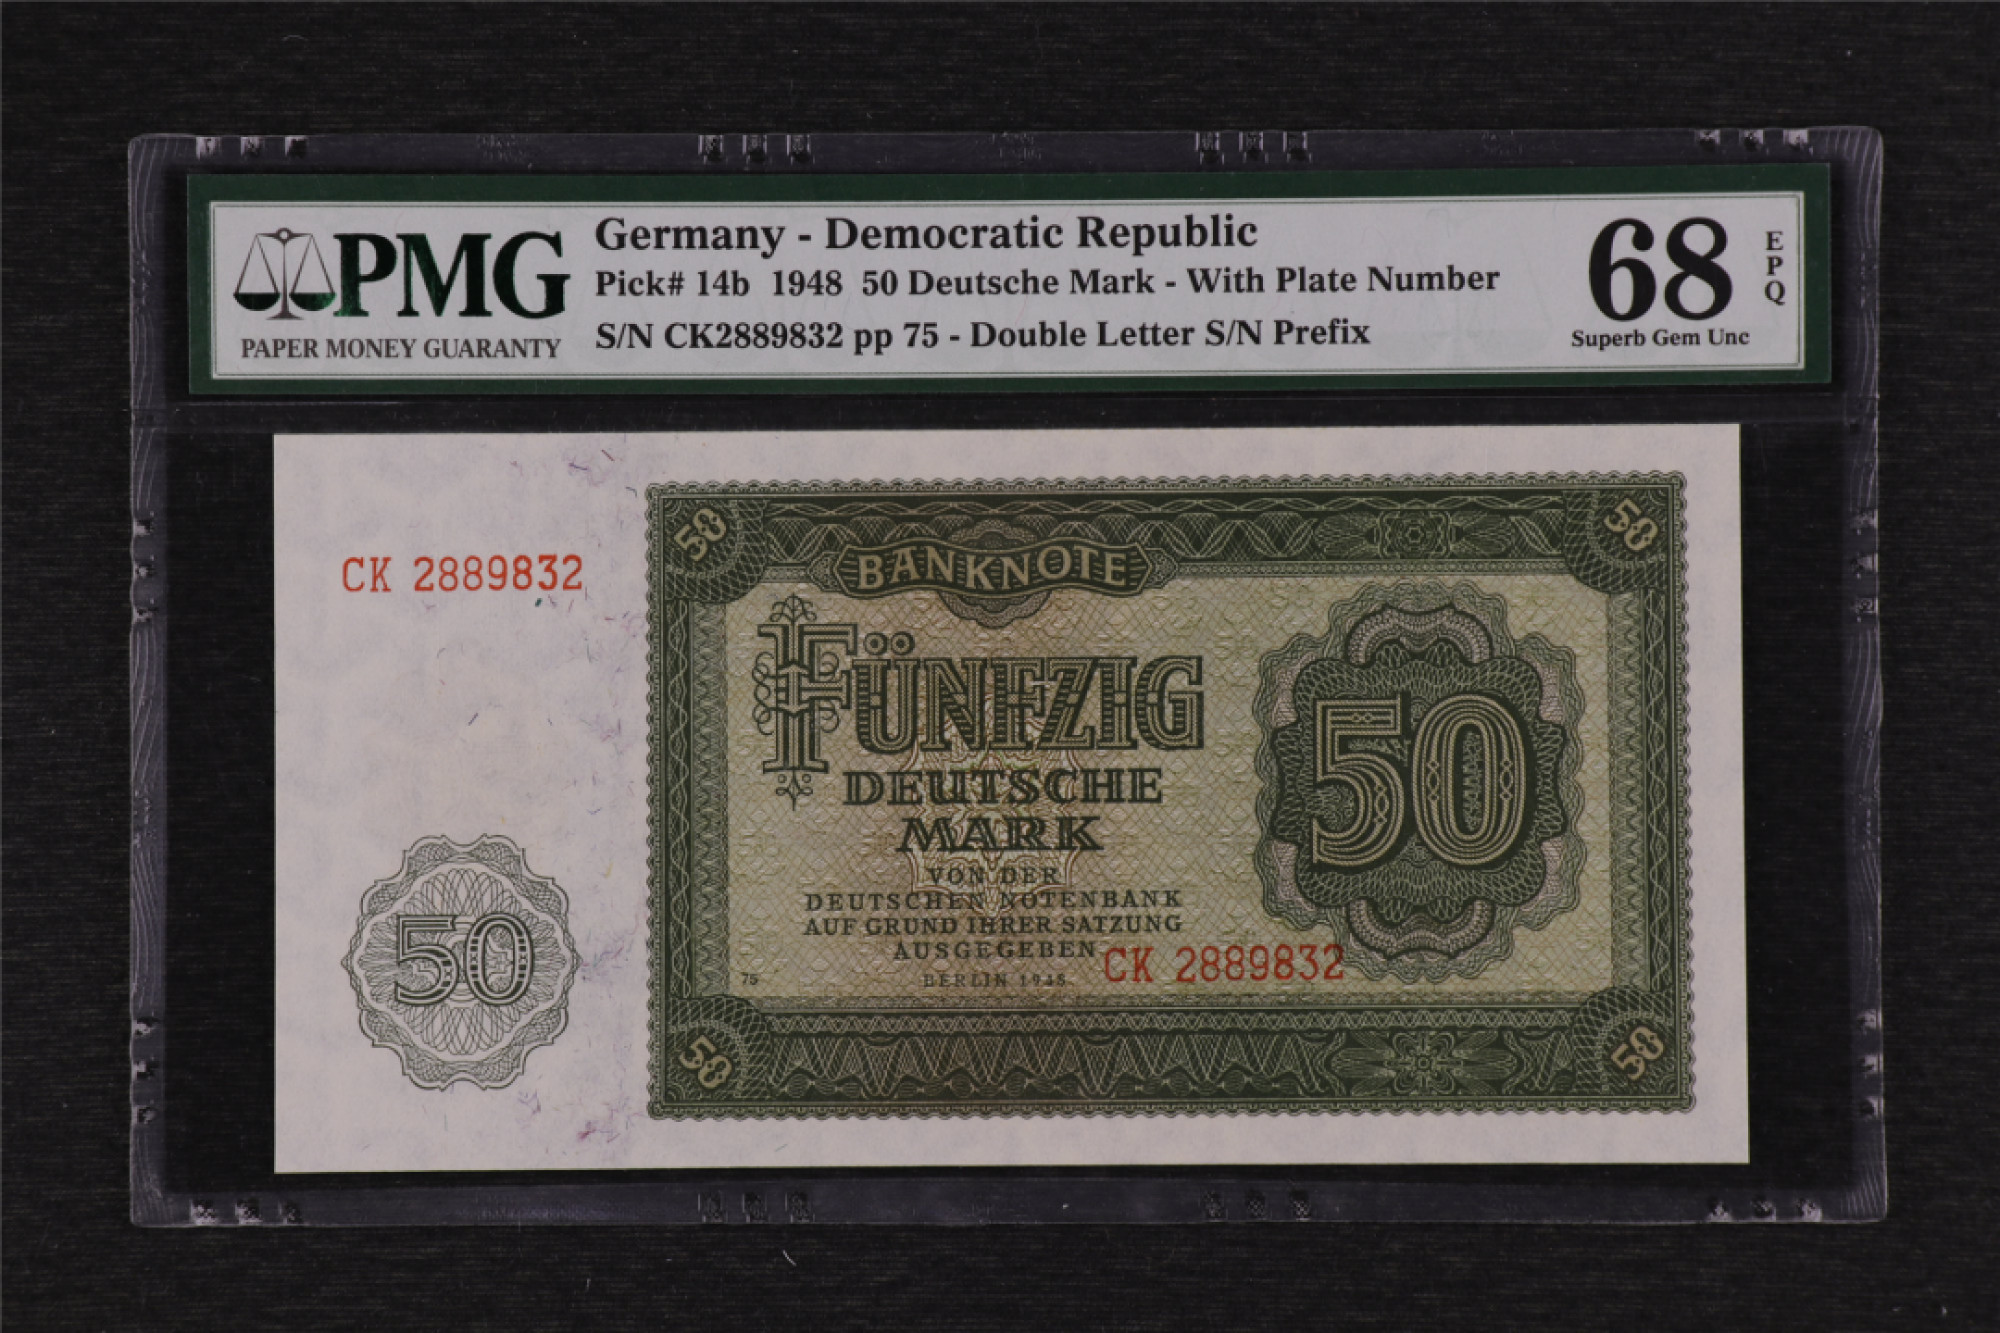 PMG
PAPER MONEY GUARANTY
Germany - Democratic Republic
Pick# 14b 1948 50 Deutsche Mark - With Plate Number
S/N CK2889832 pp 75 - Double Letter S/N Prefix
68
EPQ
Superb Gem Unc
50
50
BANKNOTE
CK 2889832
FÜNFZIG
DEUTSCHE
MARK
50
VON DER
DEUTSCHEN NOTENBANK
AUF GRUND IHRER SATZUNG
AUSGEGEBEN
75
BERLIN 1948
CK 2889832
50
50
50